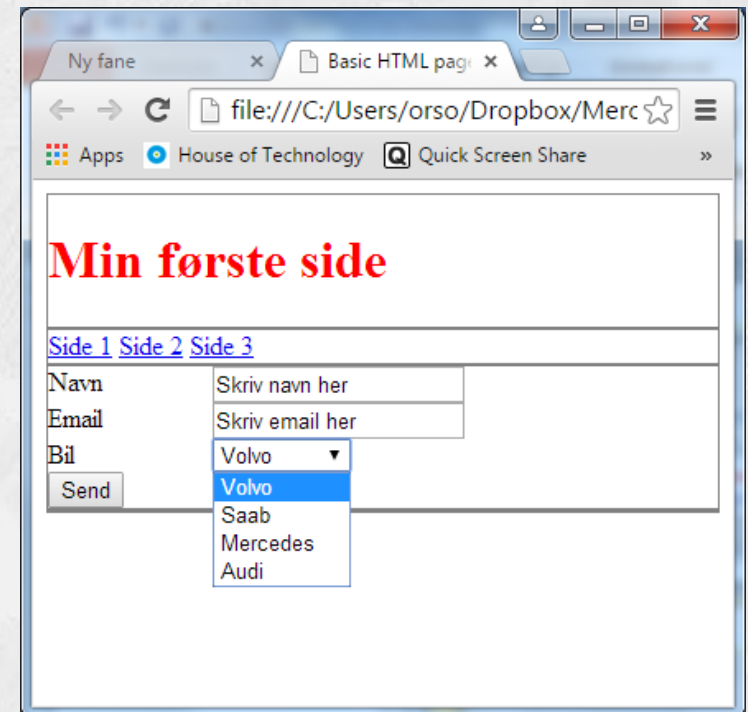 Ny fane Basic HTML pag
file:///C:/Users/orso/Dropbox/Merc
Apps House of Technology Q Quick Screen Share »
Min første side
Side 1 Side 2 Side 3
Navn Skriv navn her
Email Skriv email her
Bil Volvo
Send Volvo
Saab
Mercedes
Audi